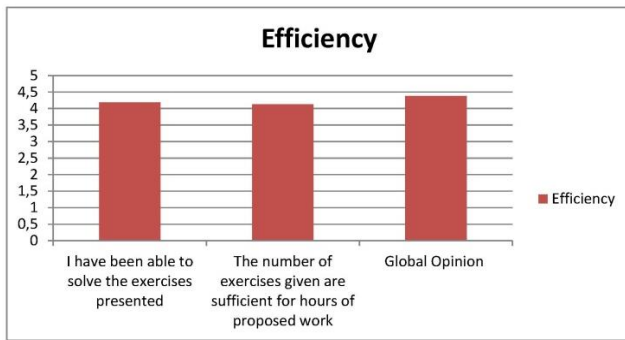 Efficiency
5
4,5
4
3,5
3
2,5
2
1,5
1
0,5
0
I have been able to
solve the exercises
presented
The number of
exercises given are
sufficient for hours of
proposed work
Global Opinion
Efficiency